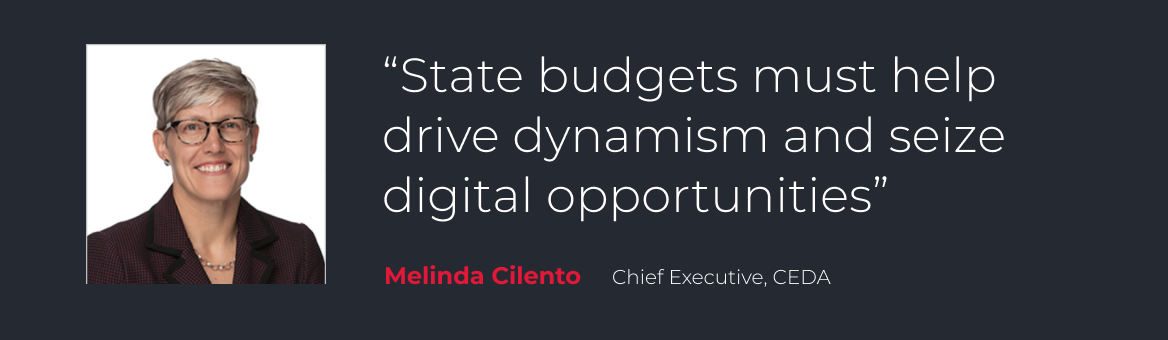 “State budgets must help
drive dynamism and seize
digital opportunities”
Melinda Cilento Chief Executive, CEDA